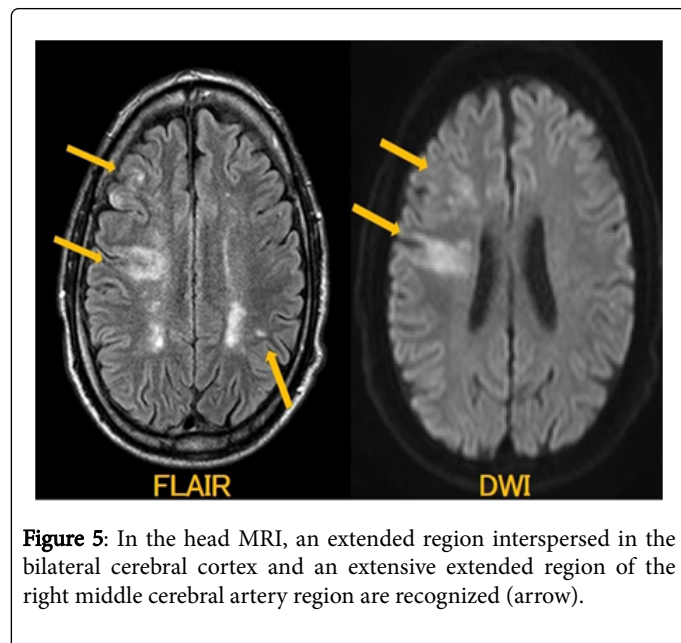 FLAIR
DWI
Figure 5: In the head MRI, an extended region interspersed in the
bilateral cerebral cortex and an extensive extended region of the
right middle cerebral artery region are recognized (arrow).